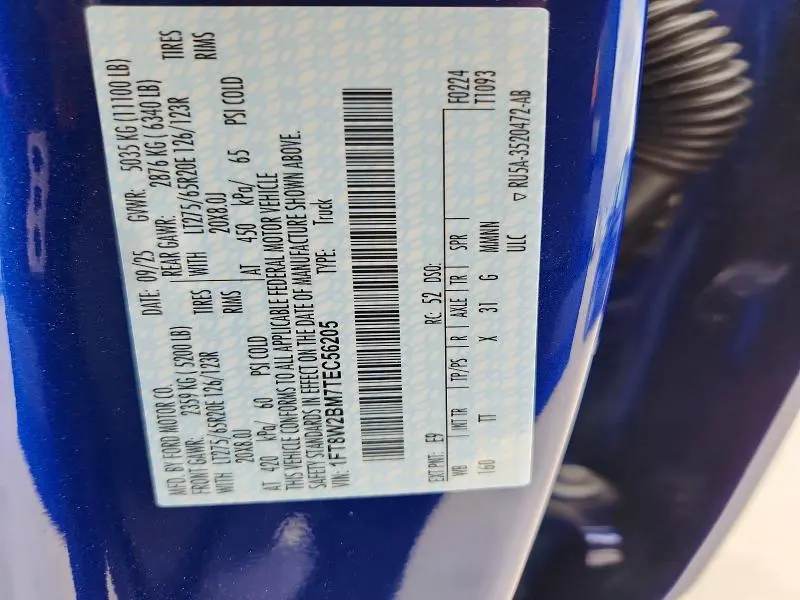 MFD. BY FORD MOTOR CO.
DATE: 09/25 GVWR: 5035 KG (11100 LB)
FRONT GAWR: 2359 KG (5200 LB) REAR GAWR: 2876 KG (6340 LB)
WITH LT275/65R20E 126/123R TIRES WITH LT275/65R20E 126/123R TIRES
20X8.0J RIMS 20X8.0J RIMS
AT 420 kPa/ 60 PSI COLD AT 450 kPa/ 65 PSI COLD
THIS VEHICLE CONFORMS TO ALL APPLICABLE FEDERAL MOTOR VEHICLE
SAFETY STANDARDS IN EFFECT ON THE DATE OF MANUFACTURE SHOWN ABOVE.
VIN: 1FT8W2BM7TEC56205 TYPE: Truck
EXT PNT: E9 RC: 52 DSO: F0224
WB INT TR TP/PS R AXLE TR SPR T1093
160 TT X 31 G MMNNN
ULC ▽ RU5A-3520472-AB